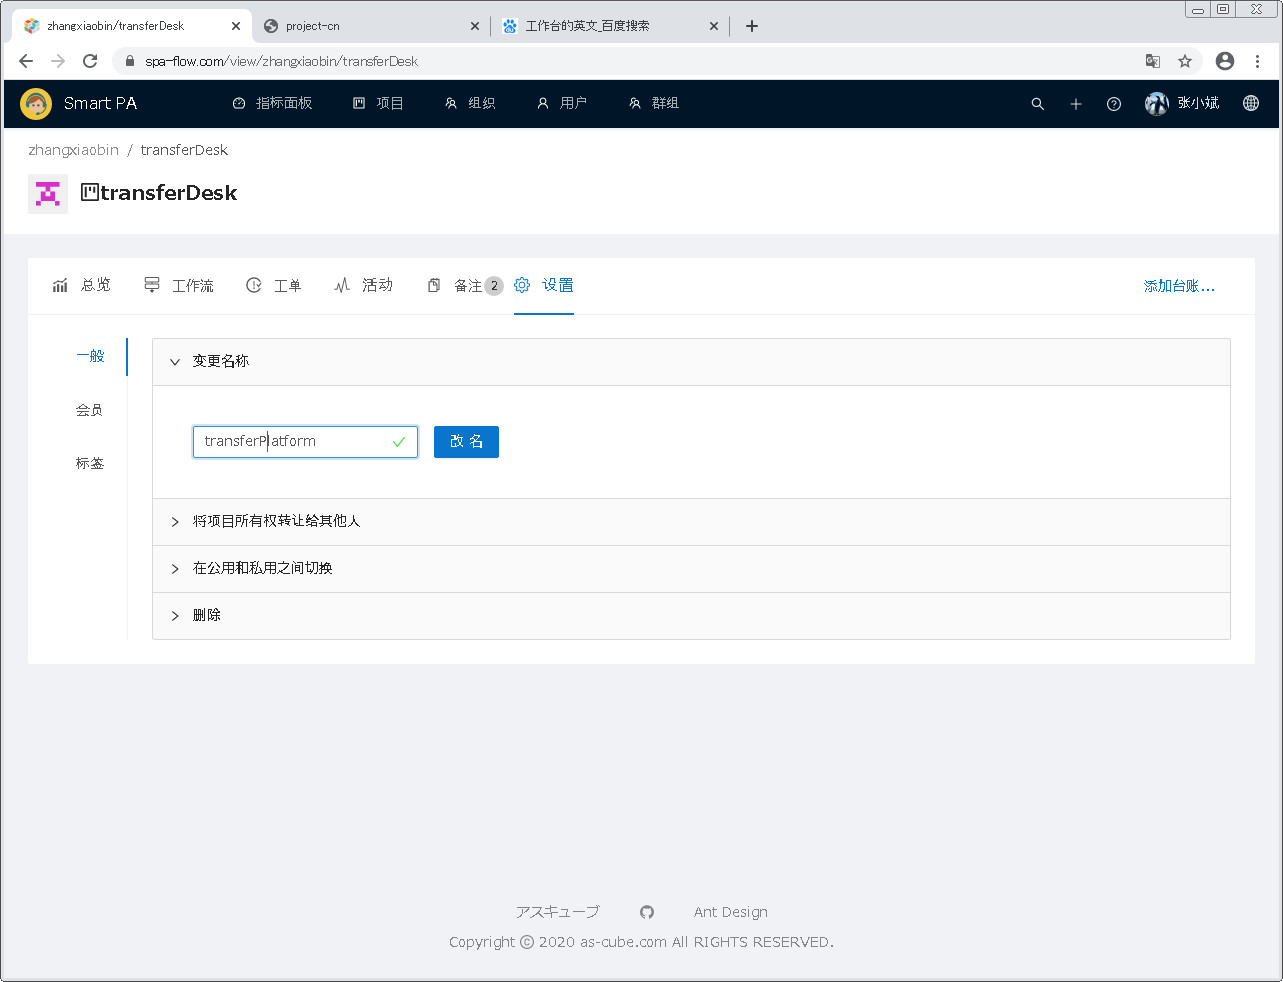 zhangxiaobin/transferDesk
project-cn
工作台的英文_百度搜索
spa-flow.com/view/zhangxiaobin/transferDesk
Smart PA
指标面板
项目
组织
用户
群组
张小斌
zhangxiaobin / transferDesk
transferDesk
总览
工作流
工单
活动
备注 2
设置
添加台账...
一般
会员
标签
变更名称
transferPlatform
改 名
将项目所有权转让给其他人
在公用和私用之间切换
删除
アスキューブ
Ant Design
Copyright © 2020 as-cube.com All RIGHTS RESERVED.